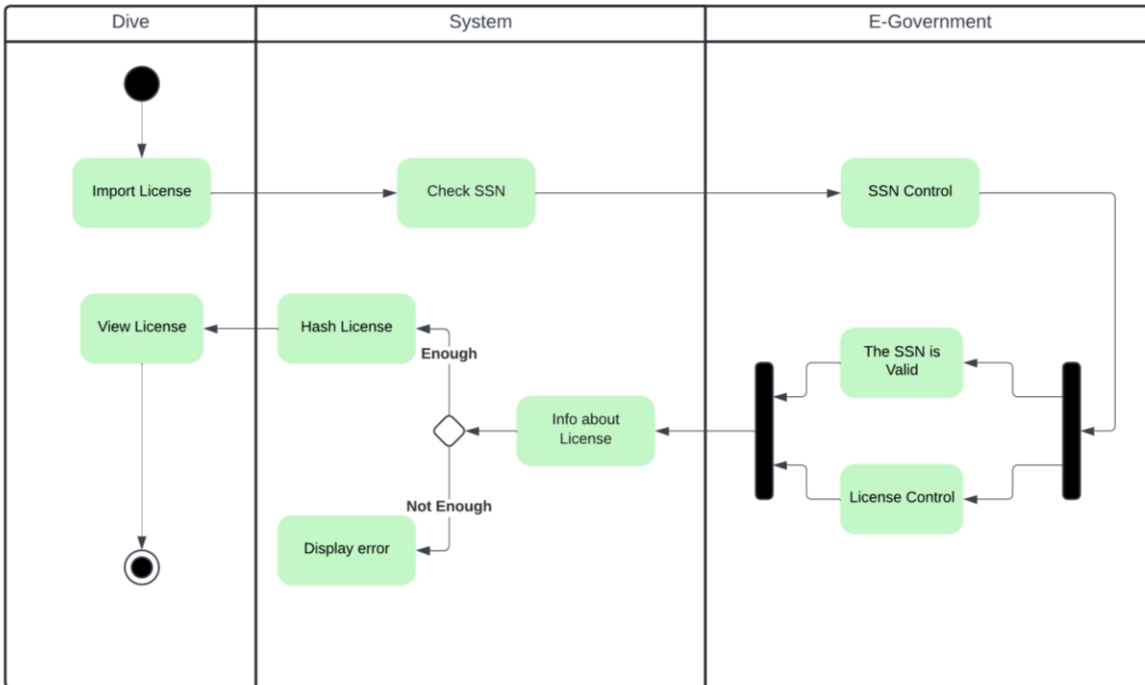 Dive
System
E-Government
Import License
Check SSN
SSN Control
View License
Hash License
Enough
The SSN is
Valid
Info about
License
Not Enough
License Control
Display error